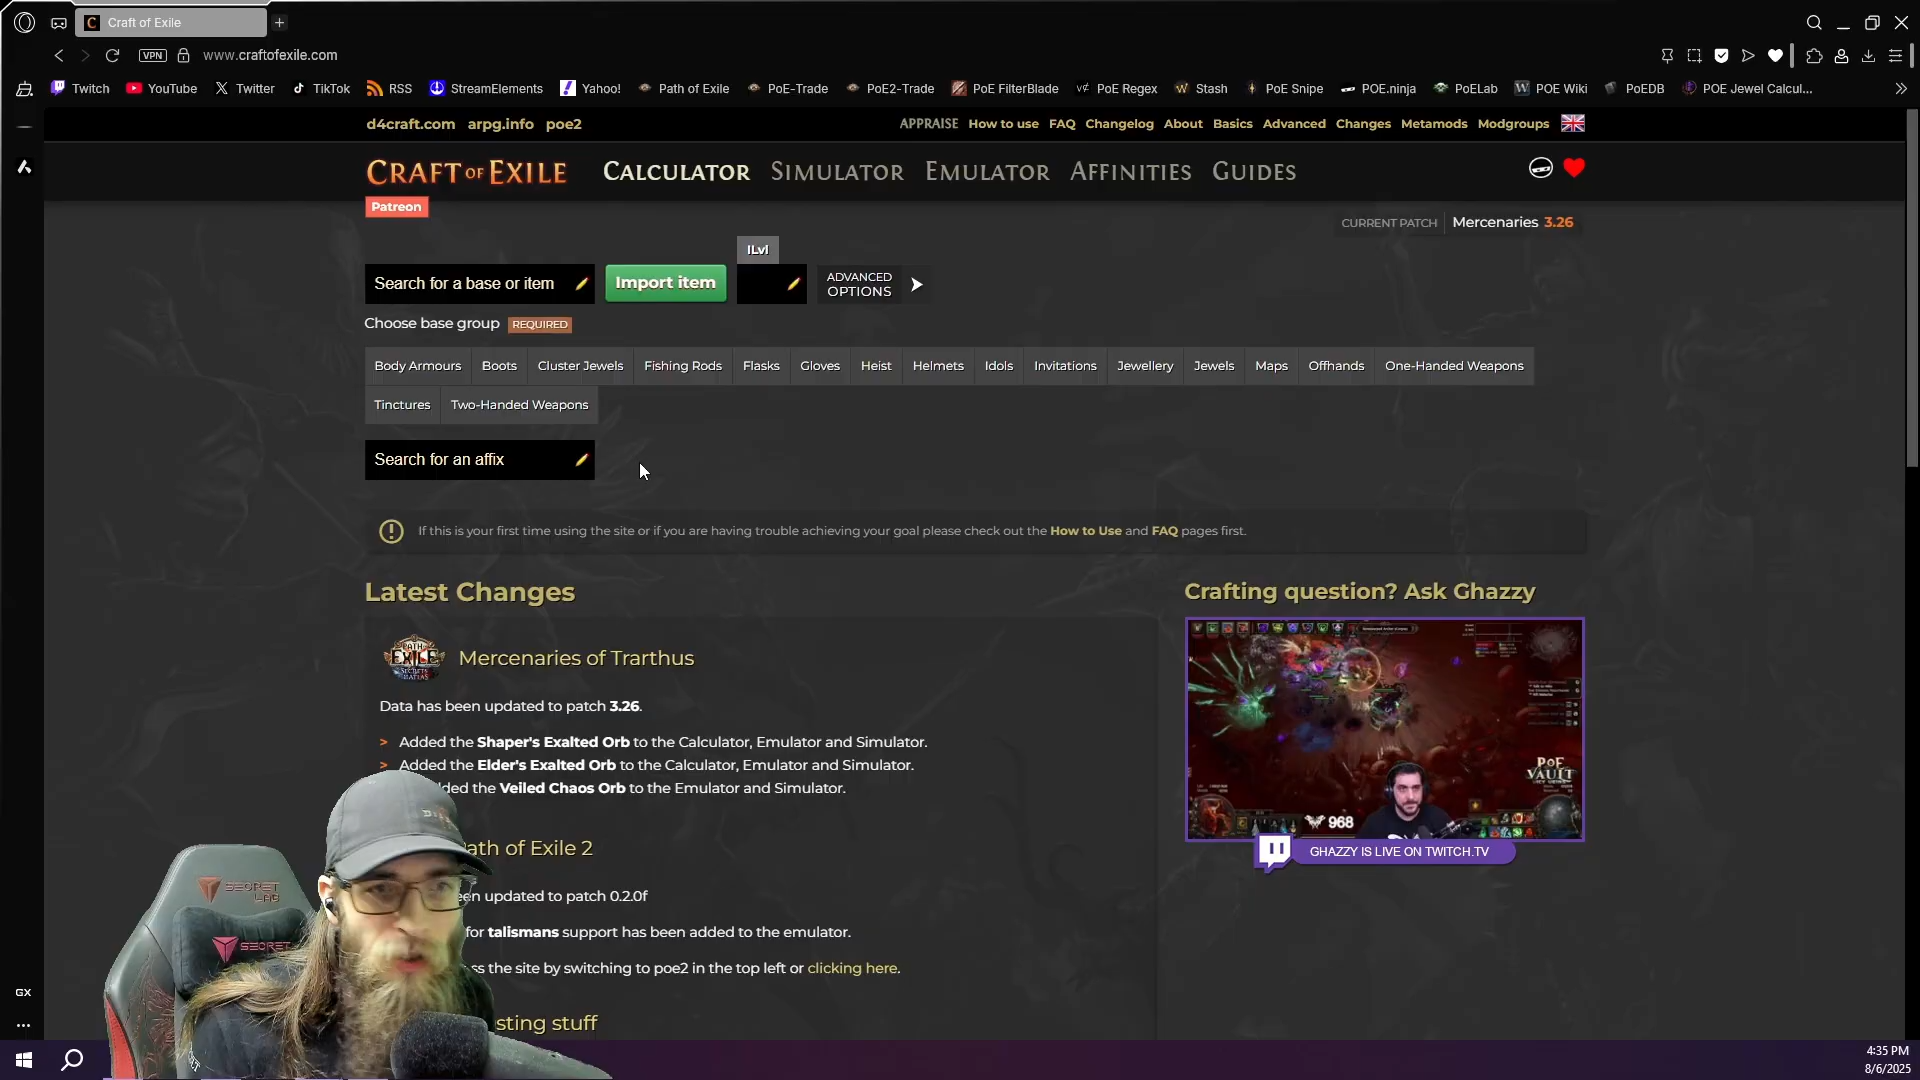 Craft of Exile
VPN
www.craftofexile.com
Twitch
YouTube
Twitter
TikTok
RSS
StreamElements
Yahoo!
Path of Exile
PoE-Trade
PoE2-Trade
PoE FilterBlade
PoE Regex
Stash
PoE Snipe
POE.ninja
PoELab
POE Wiki
PoEDB
POE Jewel Calcul...
d4craft.com arpg.info poe2
APPRAISE How to use FAQ Changelog About Basics Advanced Changes Metamods Modgroups
CRAFT OF EXILE
CALCULATOR SIMULATOR EMULATOR AFFINITIES GUIDES
Patreon
CURRENT PATCH Mercenaries 3.26
ILvl
Search for a base or item
Import item
ADVANCED
OPTIONS
Choose base group REQUIRED
Body Armours Boots Cluster Jewels Fishing Rods Flasks Gloves Heist Helmets Idols Invitations Jewellery Jewels Maps Offhands One-Handed Weapons
Tinctures Two-Handed Weapons
Search for an affix
If this is your first time using the site or if you are having trouble achieving your goal please check out the How to Use and FAQ pages first.
Latest Changes
Mercenaries of Trarthus
Data has been updated to patch 3.26.
> Added the Shaper's Exalted Orb to the Calculator, Emulator and Simulator.
> Added the Elder's Exalted Orb to the Calculator, Emulator and Simulator.
the Veiled Chaos Orb to the Emulator and Simulator.
of Exile 2
updated to patch 0.2.0f
for talismans support has been added to the emulator.
the site by switching to poe2 in the top left or clicking here.
stuff
Crafting question? Ask Ghazzy
POE
VAULT
968
GHAZZY IS LIVE ON TWITCH.TV
SECRET
LAB
SECRET
GX
4:35 PM
8/6/2025